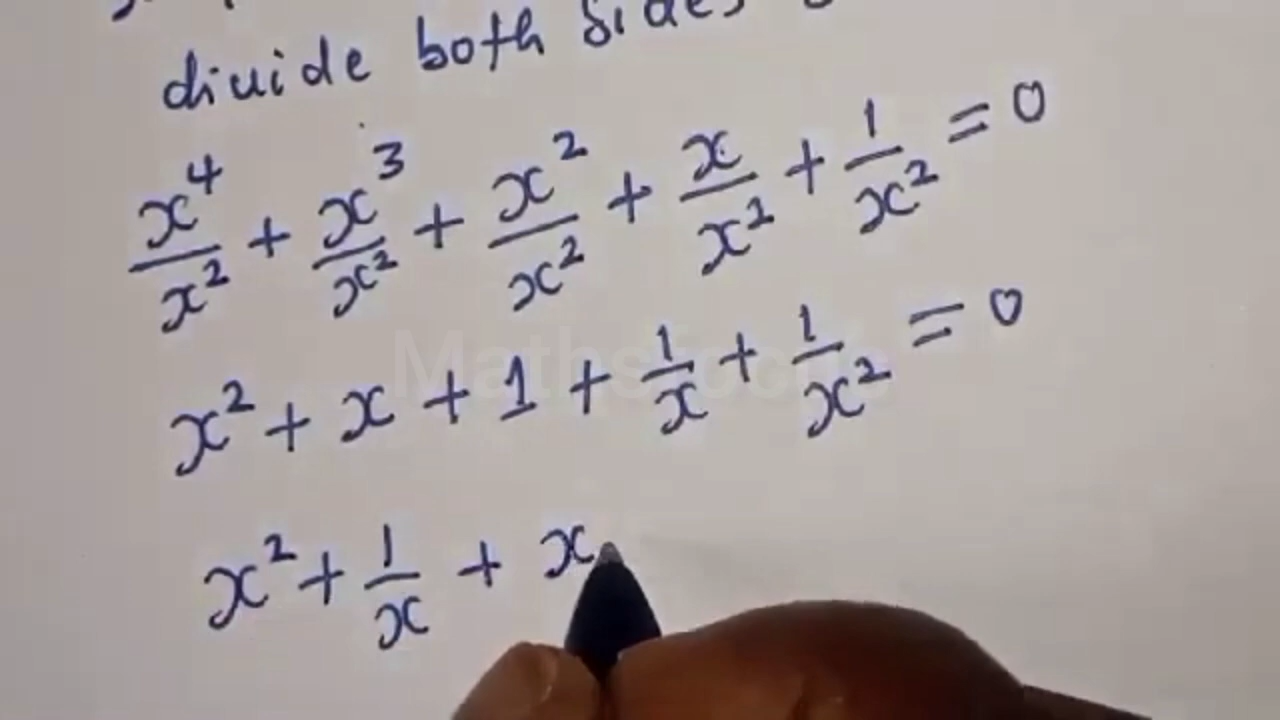 divide both sides
x⁴/x² + x³/x² + x²/x² + x/x² + 1/x² = 0
x² + x + 1 + 1/x + 1/x² = 0
x² + 1/x + x